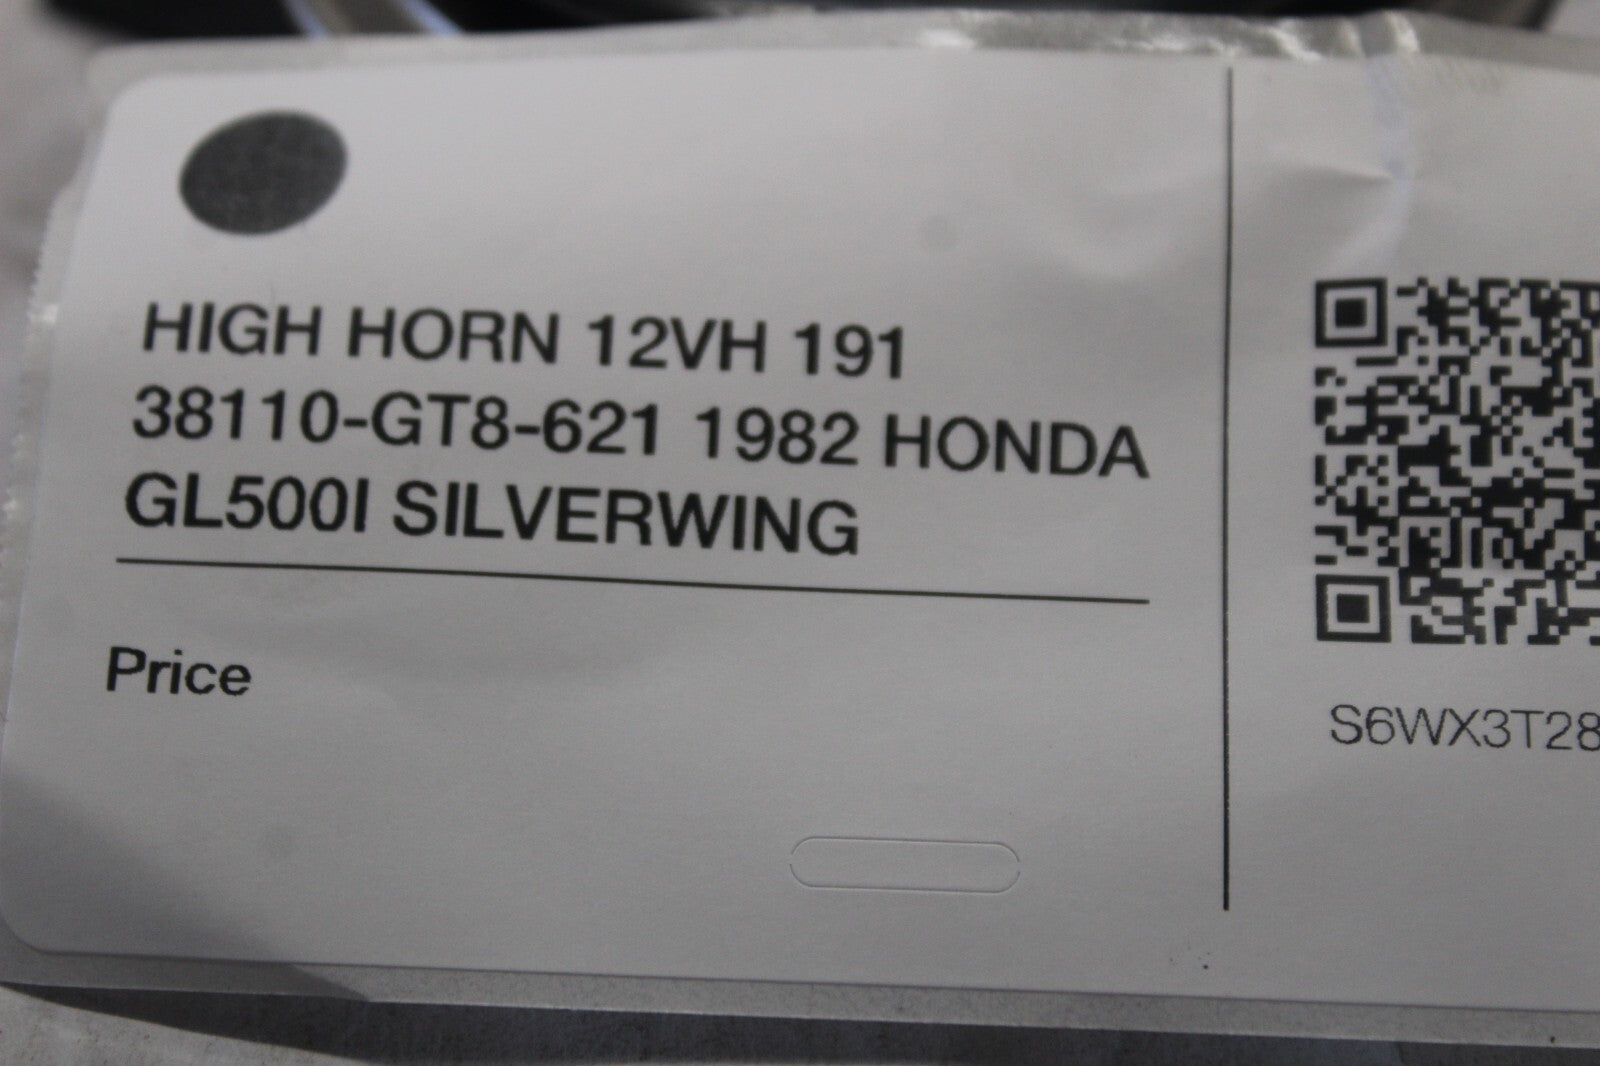 HIGH HORN 12VH 191
38110-GT8-621 1982 HONDA
GL500I SILVERWING
Price
S6WX3T28